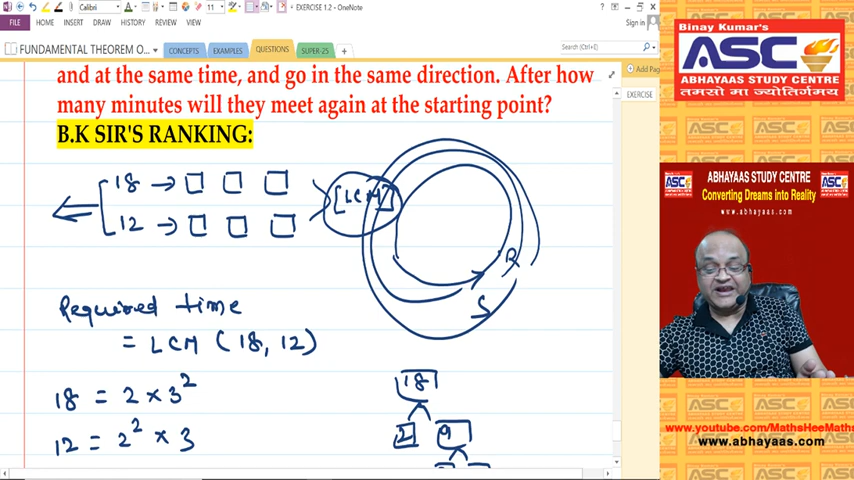 EXERCISE 1.2 - OneNote
Calibri
11
Sign in
FILE HOME INSERT DRAW HISTORY REVIEW VIEW
FUNDAMENTAL THEOREM O... CONCEPTS EXAMPLES QUESTIONS SUPER-25 +
Search (Ctrl+E)
Add Pag
EXERCISE
and at the same time, and go in the same direction. After how
many minutes will they meet again at the starting point?
B.K SIR'S RANKING:
18 → □ □ □
12 → □ □ □
[LCM]
R
S
Required time
= LCM (18, 12)
18 = 2 × 3²
12 = 2² × 3
18
2 9
Binay Kumar's
ASC
ABHAYAAS STUDY CENTRE
तमसो मा ज्योतिर्गमय
ABHAYAAS STUDY CENTRE
ASC Converting Dreams into Reality ASC
www.abhayaas.com
www.youtube.com/MathsHeeMaths
www.abhayaas.com